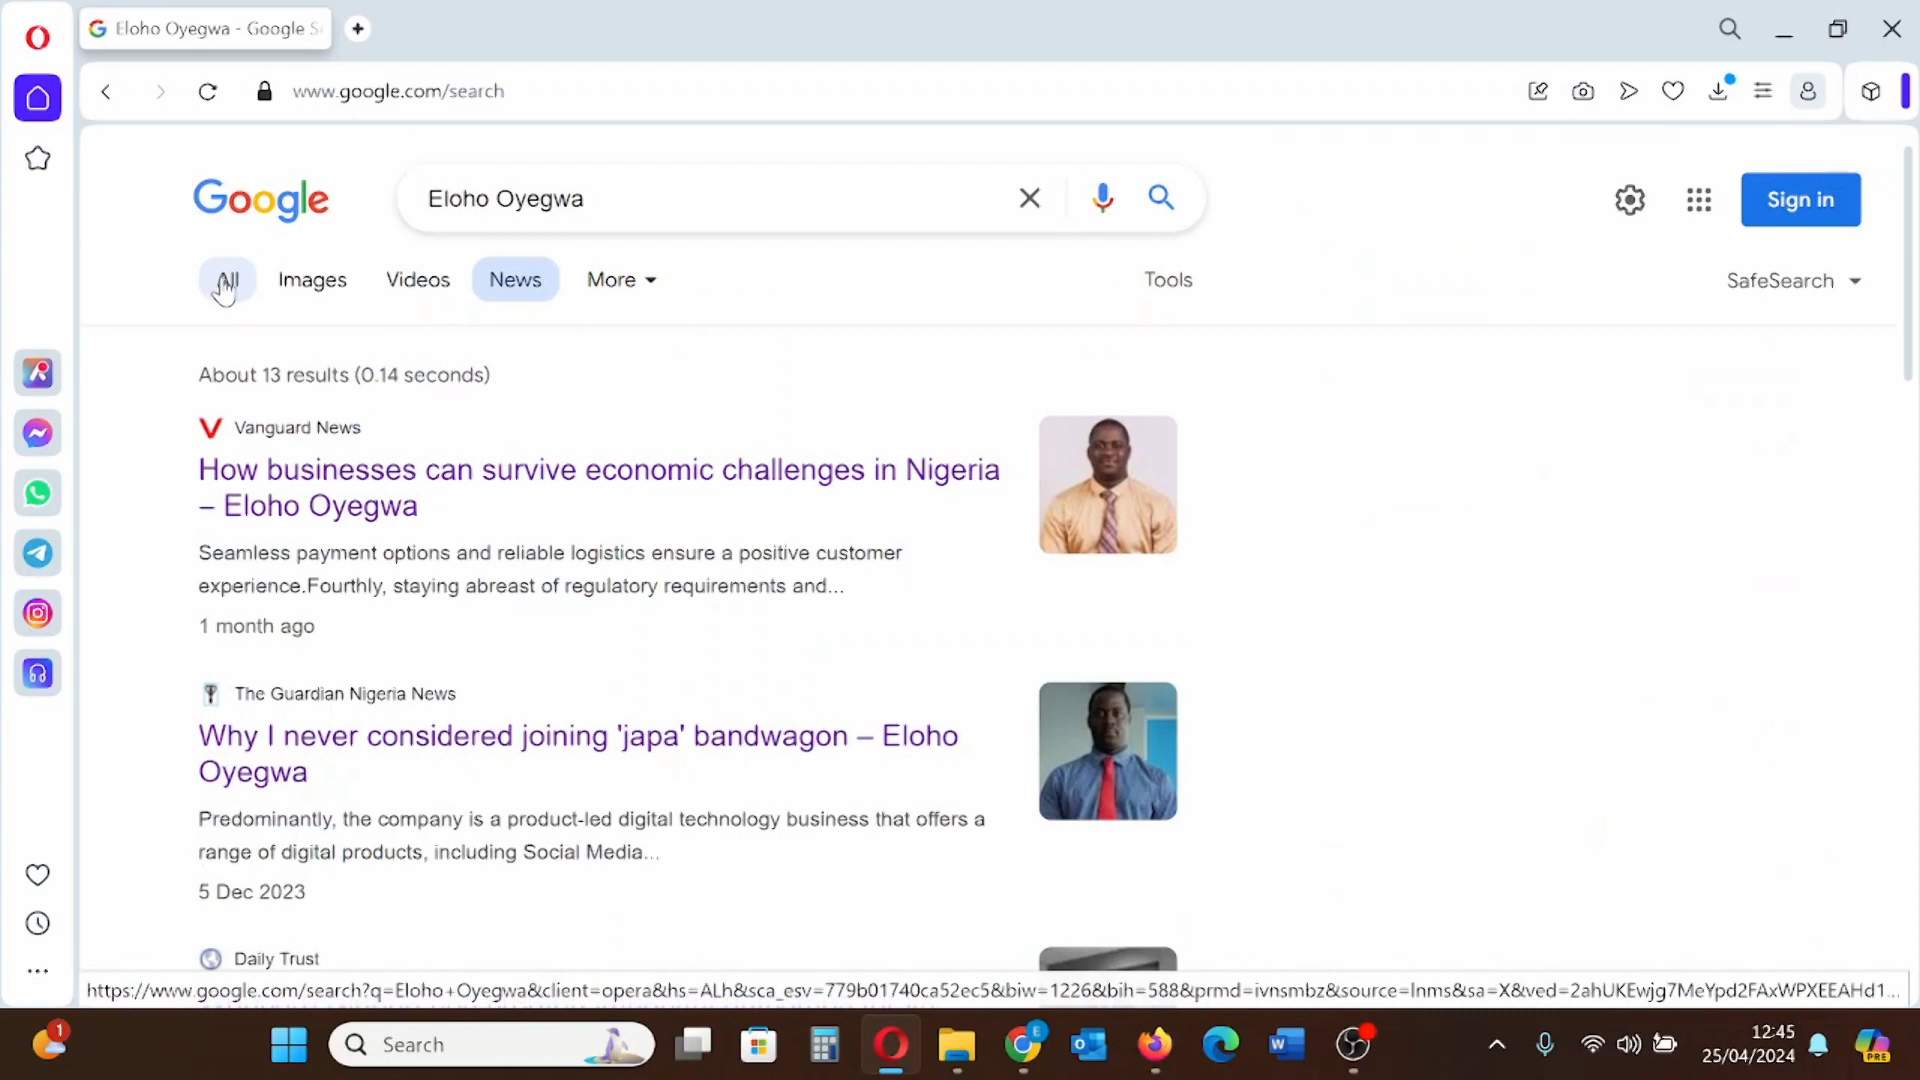 Eloho Oyegwa - Google S
www.google.com/search
Google
Eloho Oyegwa
Sign in
All
Images
Videos
News
More
Tools
SafeSearch
About 13 results (0.14 seconds)
Vanguard News
How businesses can survive economic challenges in Nigeria
– Eloho Oyegwa
Seamless payment options and reliable logistics ensure a positive customer
experience.Fourthly, staying abreast of regulatory requirements and...
1 month ago
The Guardian Nigeria News
Why I never considered joining 'japa' bandwagon – Eloho
Oyegwa
Predominantly, the company is a product-led digital technology business that offers a
range of digital products, including Social Media...
5 Dec 2023
Daily Trust
https://www.google.com/search?q=Eloho+Oyegwa&client=opera&hs=ALh&sca_esv=779b01740ca52ec5&biw=1226&bih=588&prmd=ivnsmbz&source=lnms&sa=X&ved=2ahUKEwjg7MeYpd2FAxWPXEEAHd1...
1
Search
E
W
12:45
25/04/2024
PRE